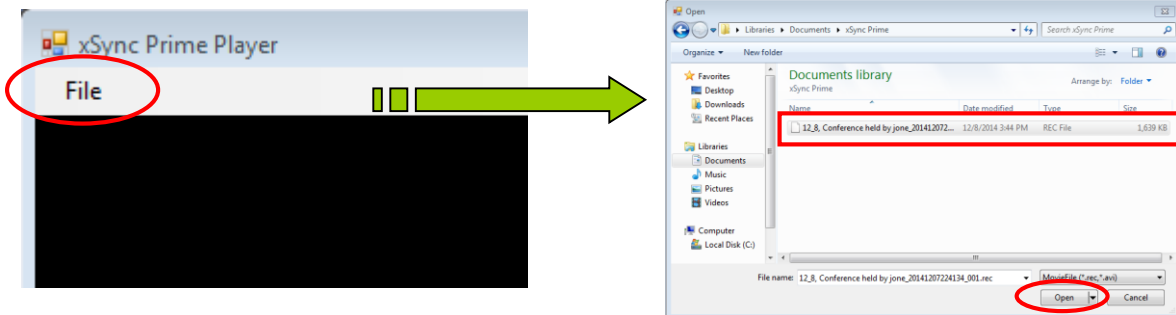 xSync Prime Player
File
Open
Libraries ▸ Documents ▸ xSync Prime
Search xSync Prime
Organize ▾ New folder
Favorites
Desktop
Downloads
Recent Places
Libraries
Documents
Music
Pictures
Videos
Computer
Local Disk (C:)
Documents library
xSync Prime
Arrange by: Folder ▾
Name Date modified Type Size
12_8, Conference held by jone_201412072... 12/8/2014 3:44 PM REC File 1,639 KB
File name: 12_8, Conference held by jone_20141207224134_001.rec
MovieFile (*.rec,*.avi)
Open Cancel